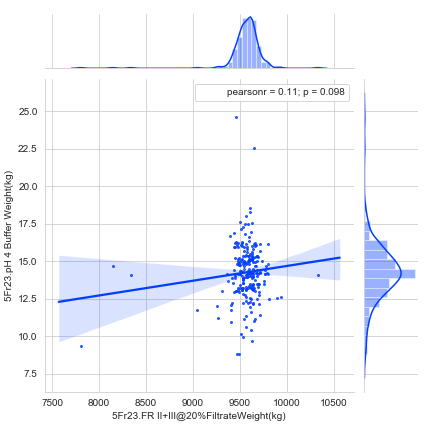 pearsonr = 0.11; p = 0.098
25.0
22.5
20.0
17.5
15.0
12.5
10.0
7.5
5Fr23.pH 4 Buffer Weight(kg)
7500 8000 8500 9000 9500 10000 10500
5Fr23.FR II+III@20%FiltrateWeight(kg)